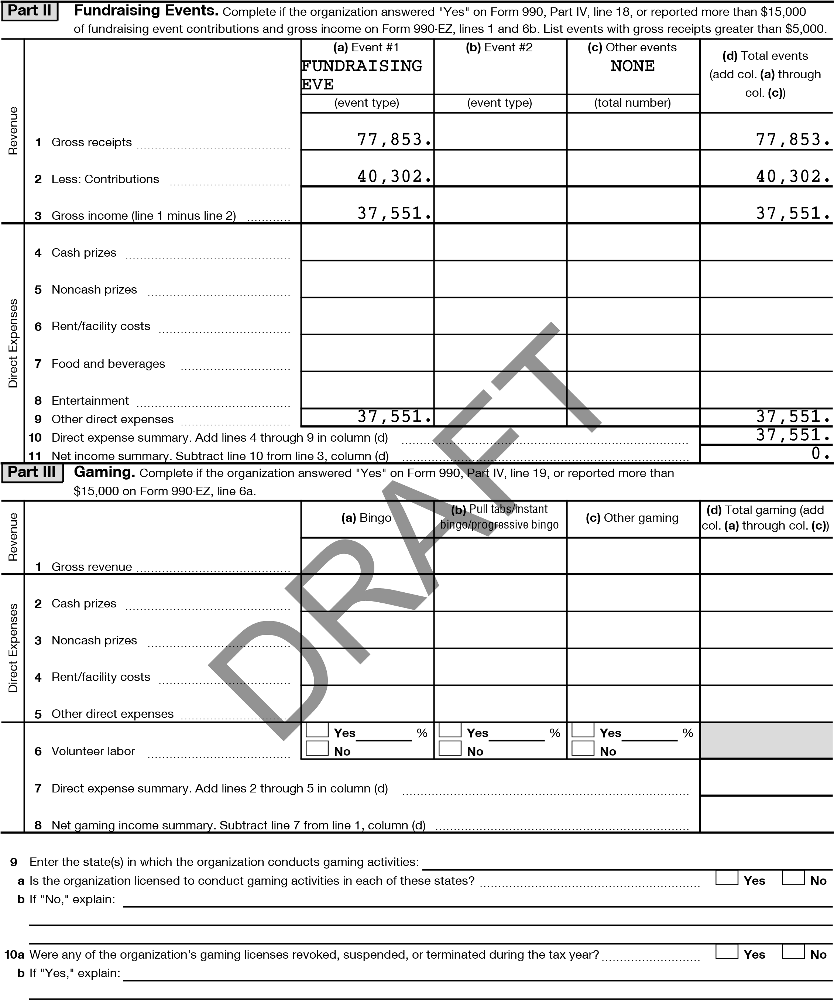 Part II Fundraising Events. Complete if the organization answered "Yes" on Form 990, Part IV, line 18, or reported more than $15,000
of fundraising event contributions and gross income on Form 990-EZ, lines 1 and 6b. List events with gross receipts greater than $5,000.
(a) Event #1 (b) Event #2 (c) Other events (d) Total events
(add col. (a) through
col. (c))
FUNDRAISING NONE
EVE
(event type) (event type) (total number)
Revenue
1 Gross receipts 77,853. 77,853.
2 Less: Contributions 40,302. 40,302.
3 Gross income (line 1 minus line 2) 37,551. 37,551.
Direct Expenses
4 Cash prizes
5 Noncash prizes
6 Rent/facility costs
7 Food and beverages
8 Entertainment
9 Other direct expenses 37,551. 37,551.
10 Direct expense summary. Add lines 4 through 9 in column (d) 37,551.
11 Net income summary. Subtract line 10 from line 3, column (d) 0.
Part III Gaming. Complete if the organization answered "Yes" on Form 990, Part IV, line 19, or reported more than
$15,000 on Form 990-EZ, line 6a.
(a) Bingo (b) Pull tabs/instant
bingo/progressive bingo (c) Other gaming (d) Total gaming (add
col. (a) through col. (c))
Revenue
1 Gross revenue
Direct Expenses
2 Cash prizes
3 Noncash prizes
4 Rent/facility costs
5 Other direct expenses
Yes % Yes % Yes %
6 Volunteer labor No No No
7 Direct expense summary. Add lines 2 through 5 in column (d)
8 Net gaming income summary. Subtract line 7 from line 1, column (d)
9 Enter the state(s) in which the organization conducts gaming activities:
a Is the organization licensed to conduct gaming activities in each of these states? Yes No
b If "No," explain:
10a Were any of the organization's gaming licenses revoked, suspended, or terminated during the tax year? Yes No
b If "Yes," explain:
DRAFT